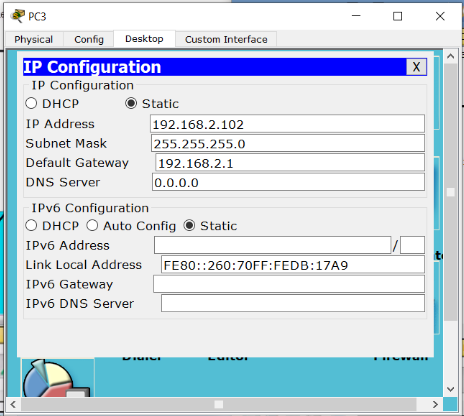 PC3
Physical Config Desktop Custom Interface
IP Configuration X
IP Configuration
DHCP Static
IP Address 192.168.2.102
Subnet Mask 255.255.255.0
Default Gateway 192.168.2.1
DNS Server 0.0.0.0
IPv6 Configuration
DHCP Auto Config Static
IPv6 Address /
Link Local Address FE80::260:70FF:FEDB:17A9
IPv6 Gateway
IPv6 DNS Server